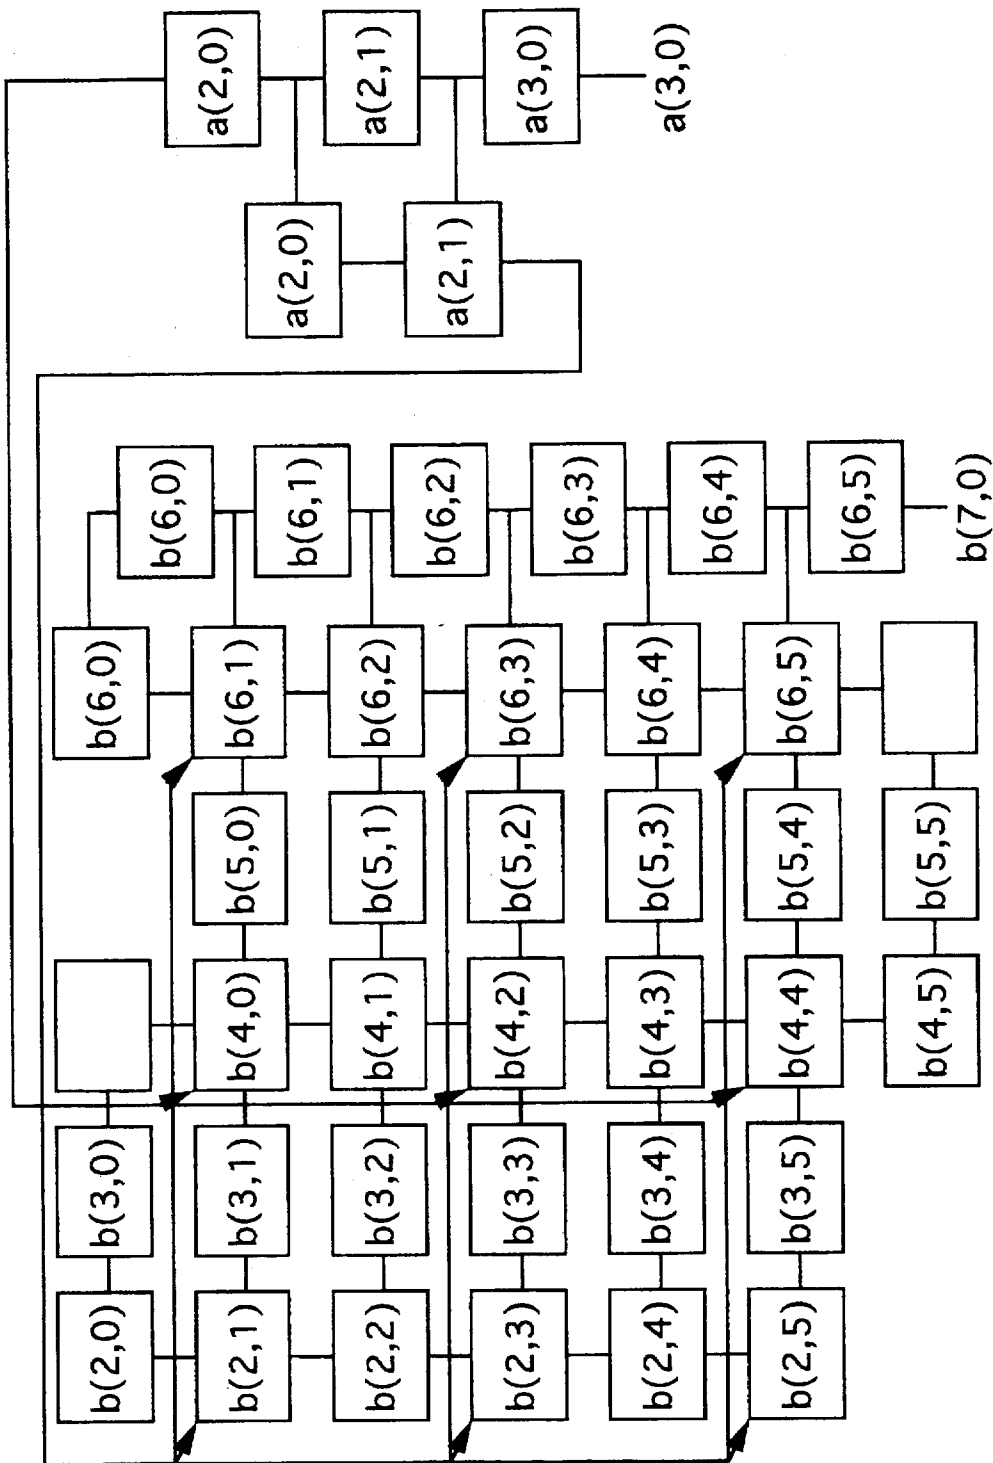 b(2,0) b(3,0) b(6,0)
b(6,0)
a(2,0)
b(2,1) b(3,1) b(4,0) b(5,0) b(6,1)
a(2,0)
b(6,1)
a(2,1)
b(2,2) b(3,2) b(4,1) b(5,1) b(6,2)
b(6,2)
a(2,1)
b(2,3) b(3,3) b(4,2) b(5,2) b(6,3)
a(3,0)
b(6,3)
b(2,4) b(3,4) b(4,3) b(5,3) b(6,4)
a(3,0)
b(6,4)
b(2,5) b(3,5) b(4,4) b(5,4) b(6,5)
b(6,5)
b(4,5) b(5,5)
b(7,0)